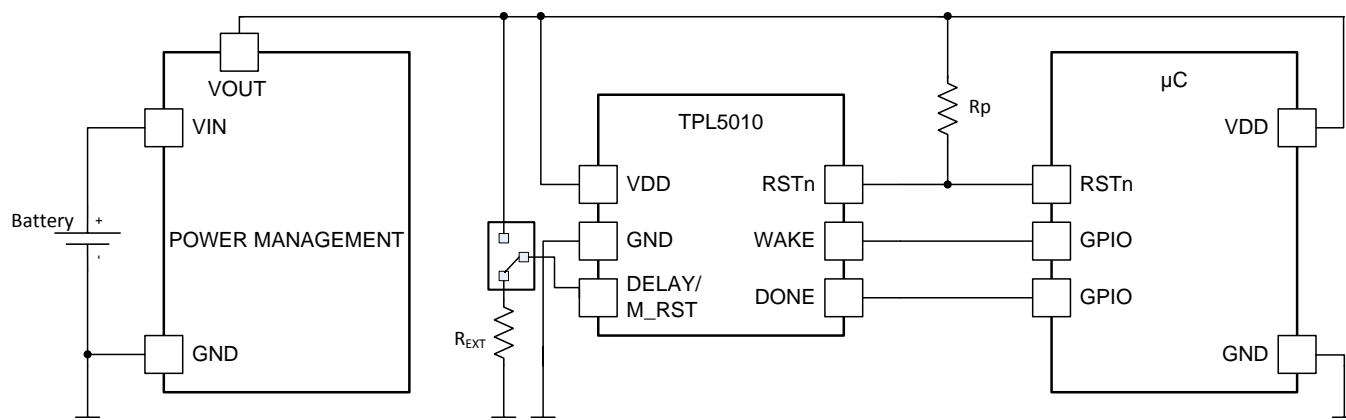 VOUT
VIN
Battery
+
-
POWER MANAGEMENT
GND
TPL5010
VDD
GND
DELAY/
M_RST
RSTn
WAKE
DONE
REXT
Rp
µC
VDD
RSTn
GPIO
GPIO
GND